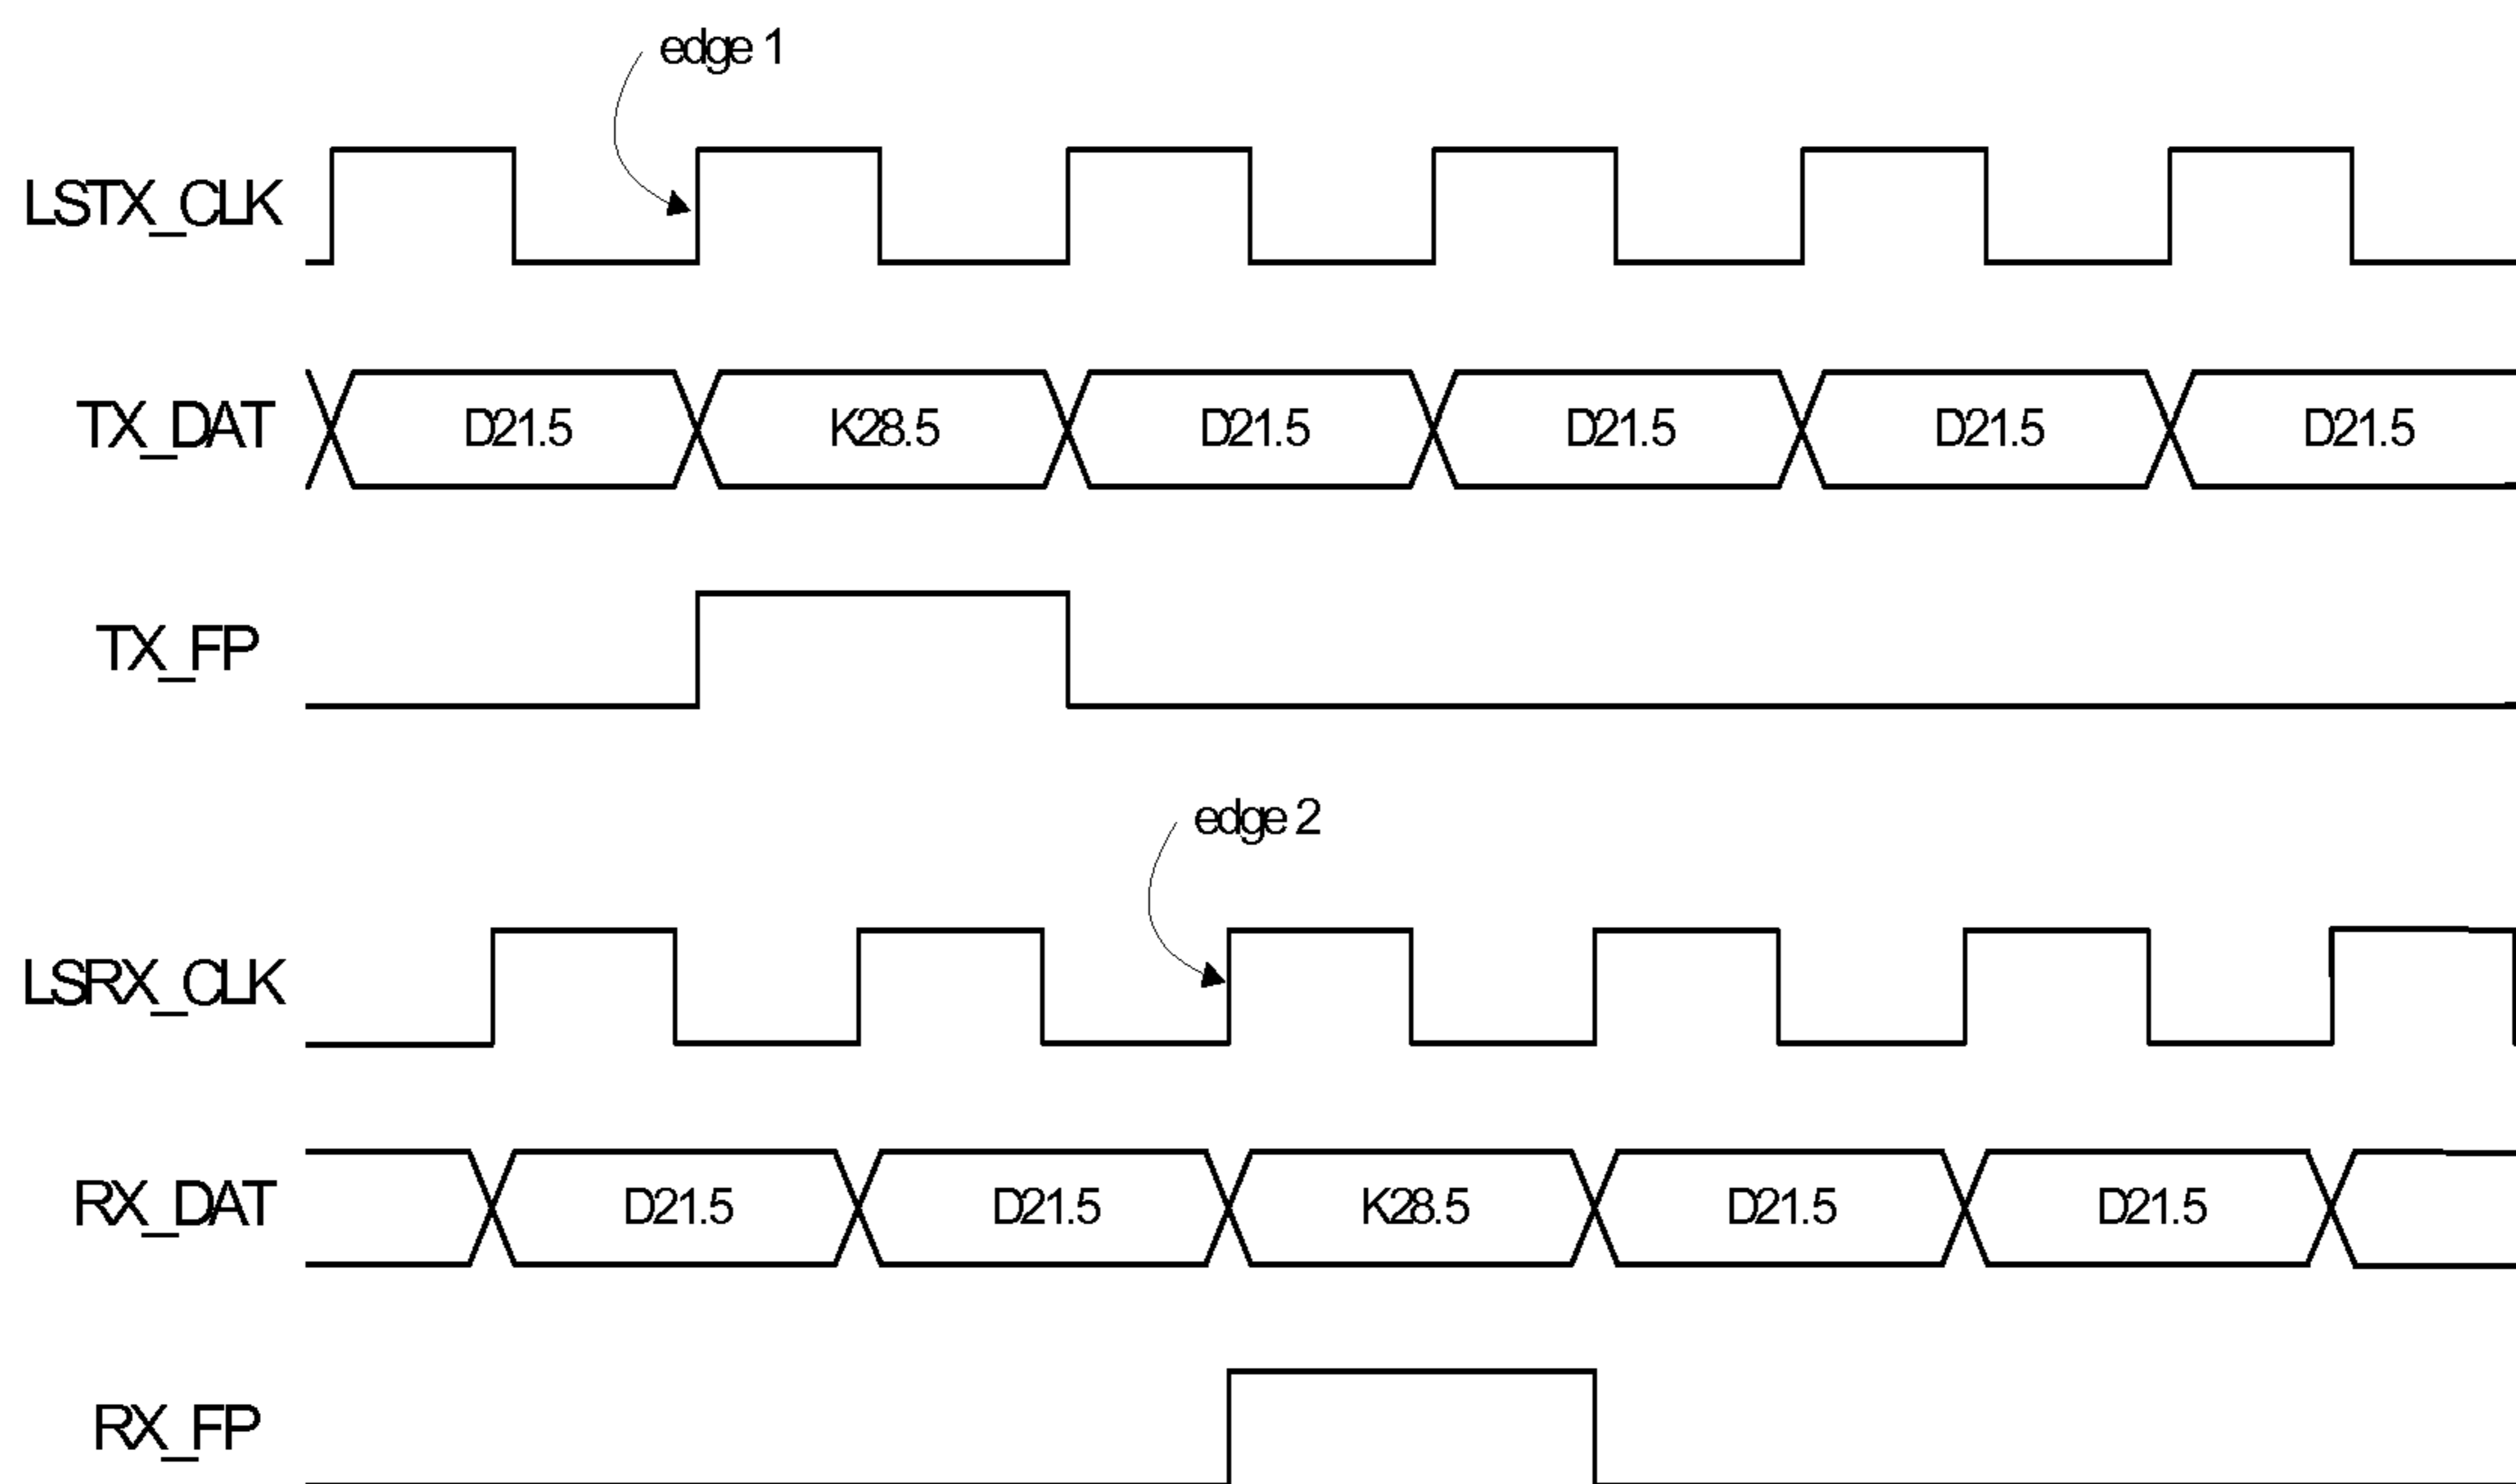 edge 1
LSTX_CLK
TX_DAT D21.5 K28.5 D21.5 D21.5 D21.5 D21.5
TX_FP
edge 2
LSRX_CLK
RX_DAT D21.5 D21.5 K28.5 D21.5 D21.5
RX_FP